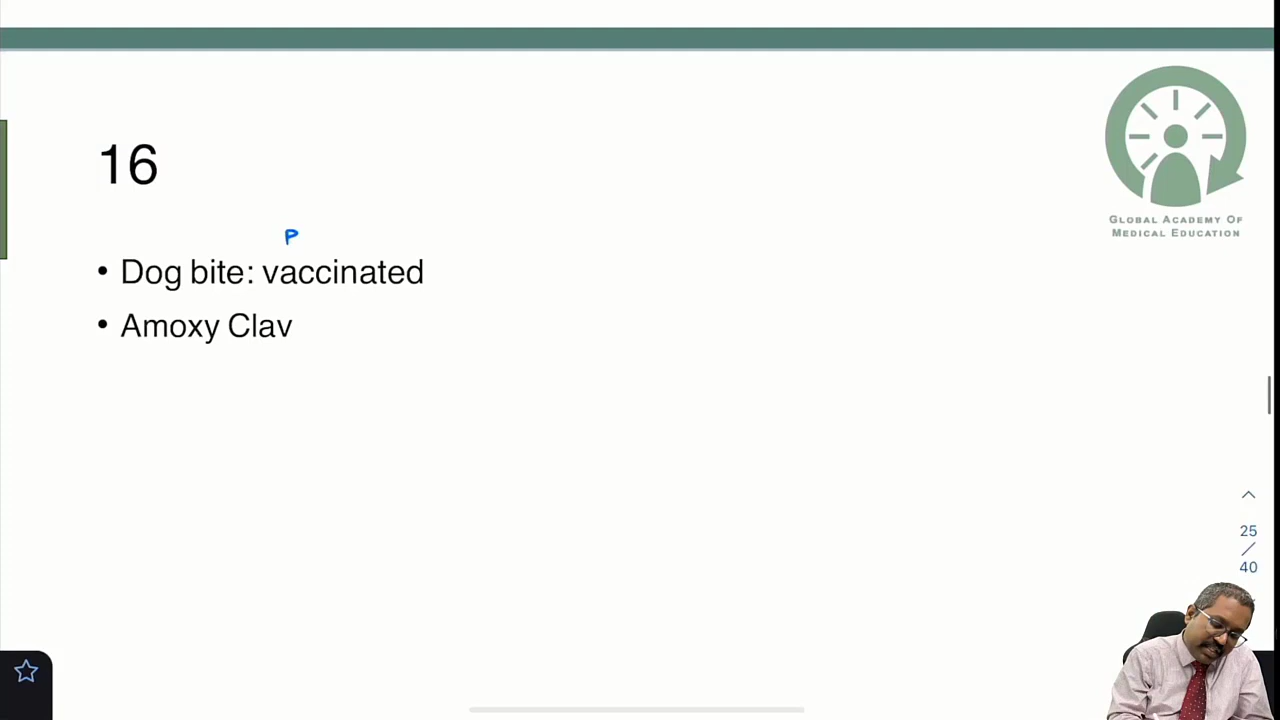 GLOBAL ACADEMY OF
MEDICAL EDUCATION
16
P
• Dog bite: vaccinated
• Amoxy Clav
25
/
40